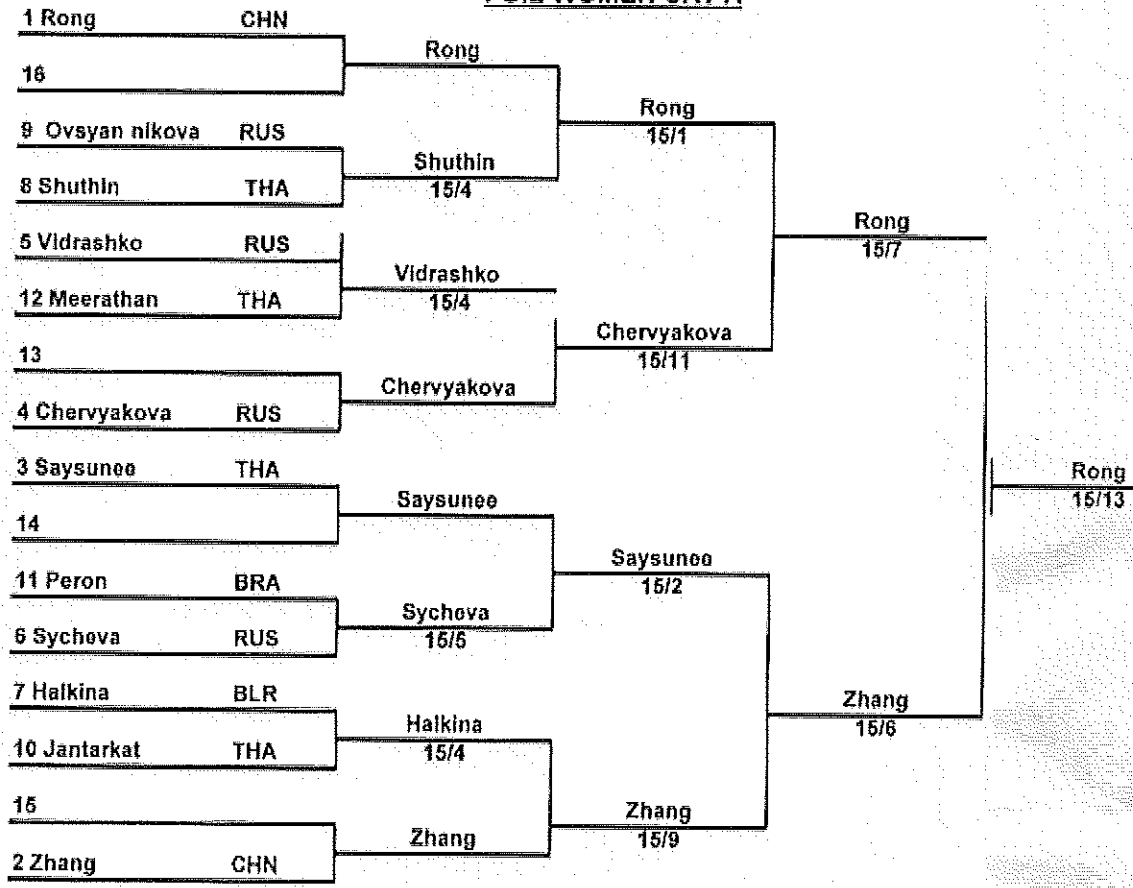 1 Rong CHN
Rong
16
Rong
15/1
9 Ovsyan nikova RUS
Shuthin
15/4
8 Shuthin THA
Rong
15/7
5 Vidrashko RUS
Vidrashko
15/4
12 Meerathan THA
Chervyakova
15/11
13
Chervyakova
4 Chervyakova RUS
Rong
15/13
3 Saysunee THA
Saysunee
14
Saysunee
15/2
11 Peron BRA
Sychova
15/5
6 Sychova RUS
Zhang
15/6
7 Halkina BLR
Halkina
15/4
10 Jantarkat THA
Zhang
15/9
15
Zhang
2 Zhang CHN